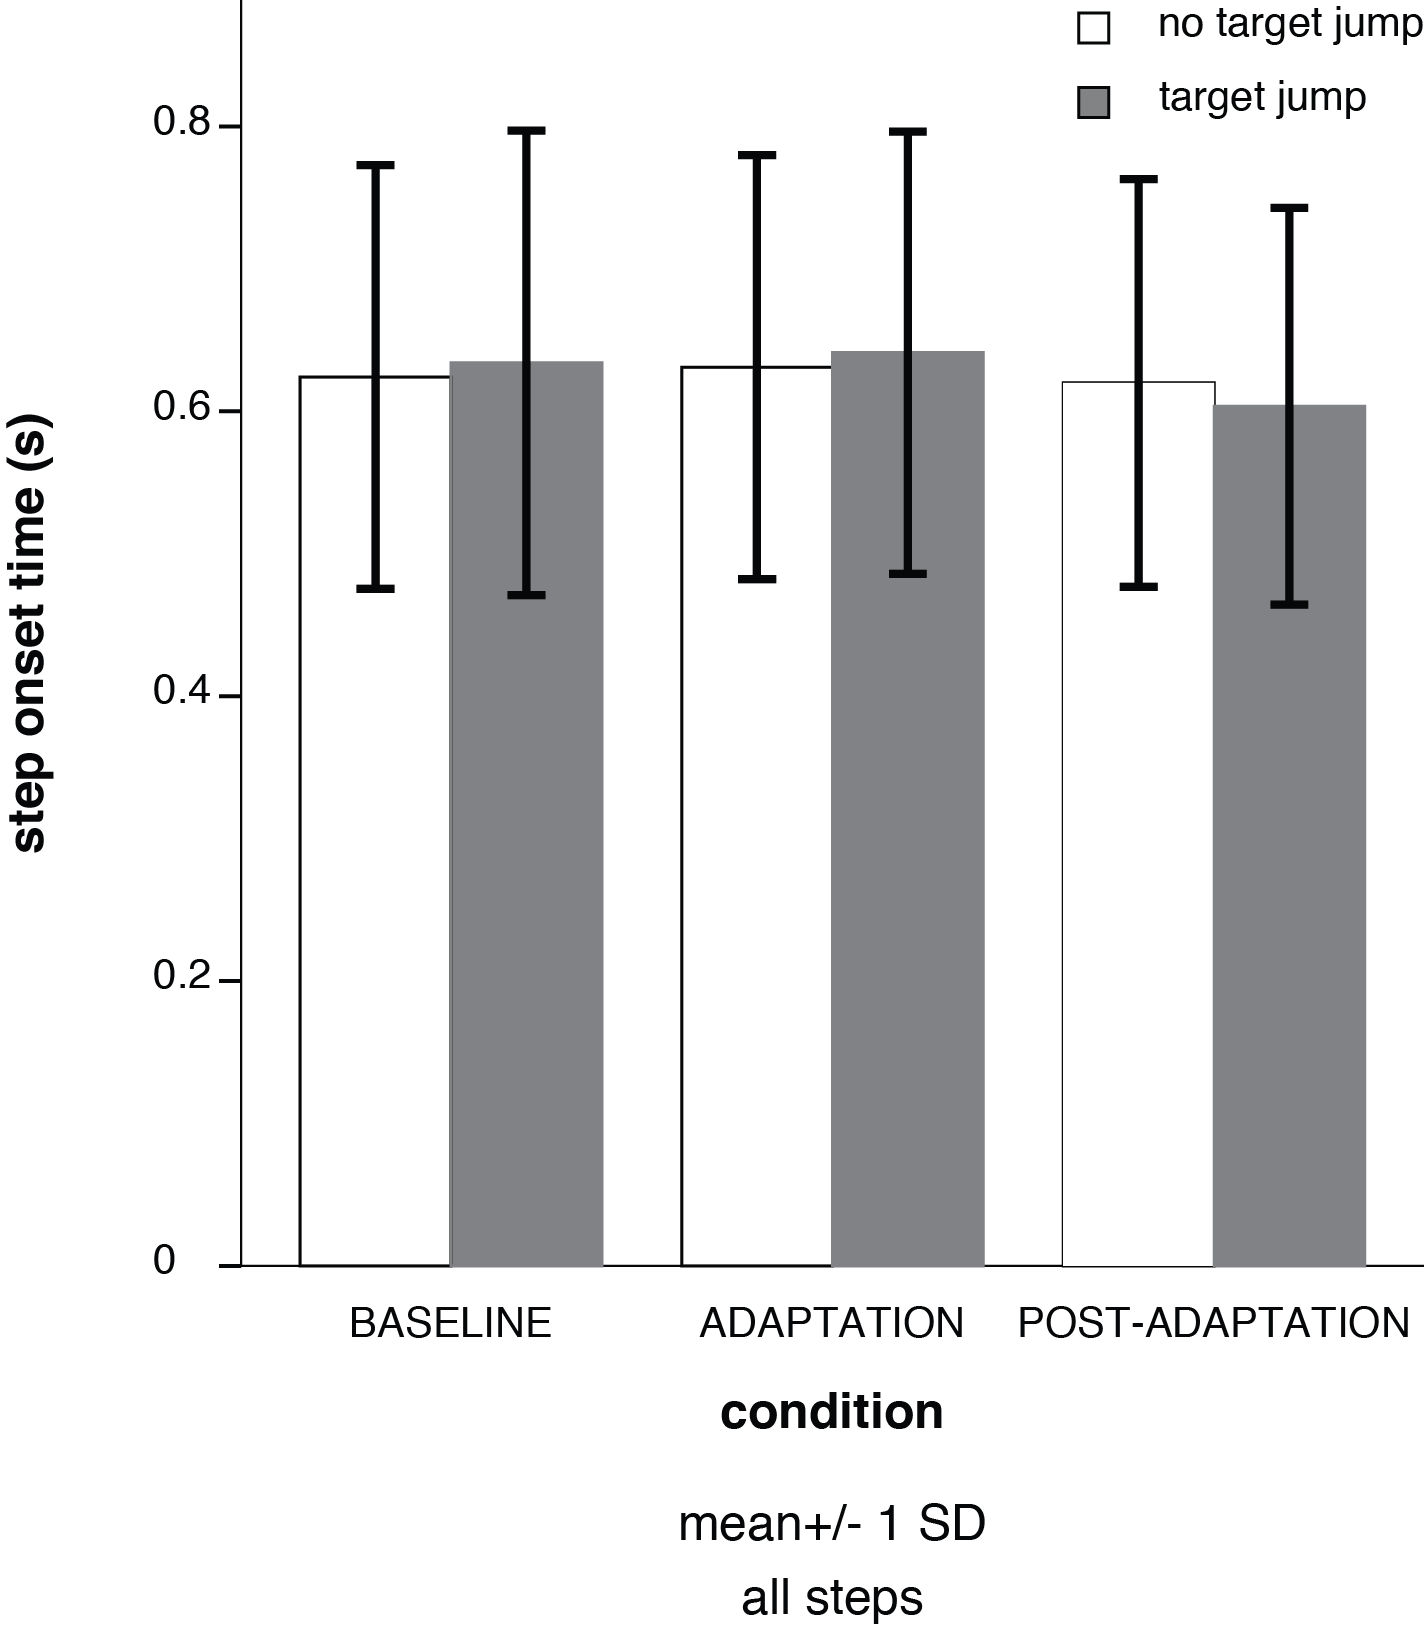 no target jump
target jump
0.8
0.6
0.4
0.2
0
step onset time (s)
BASELINE ADAPTATION POST-ADAPTATION
condition
mean+/- 1 SD
all steps